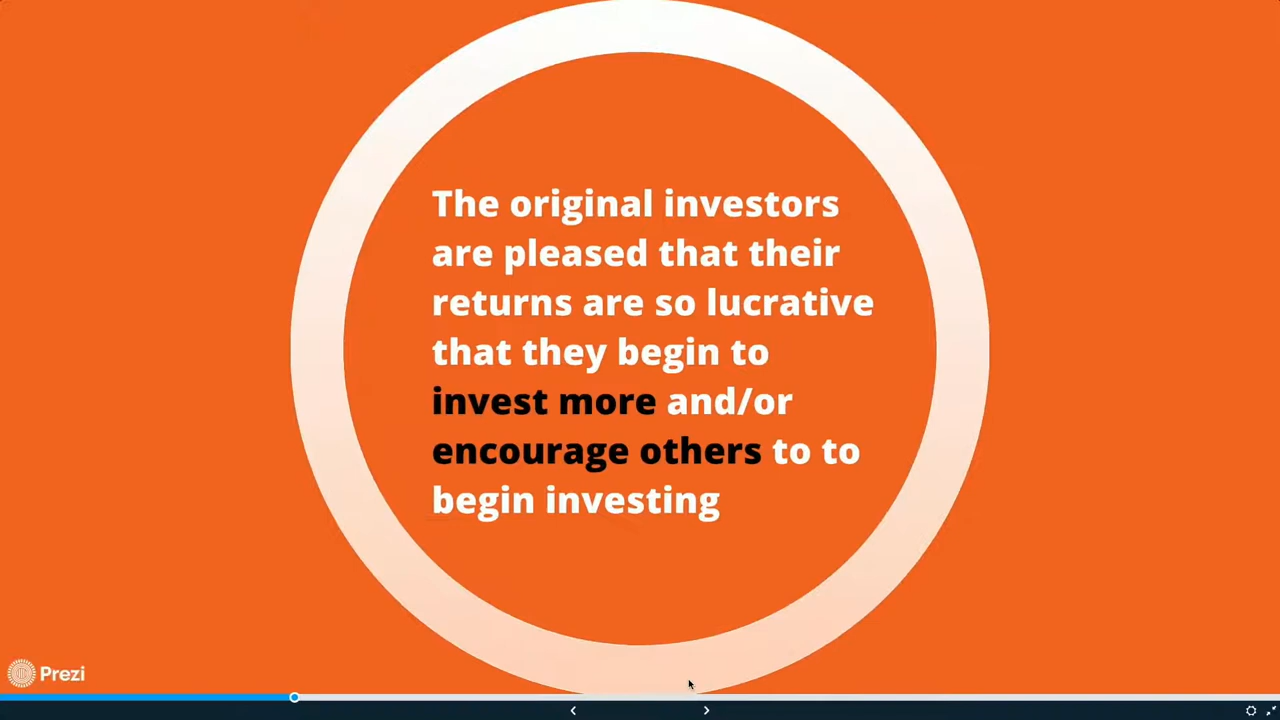 The original investors
are pleased that their
returns are so lucrative
that they begin to
invest more and/or
encourage others to to
begin investing
Prezi